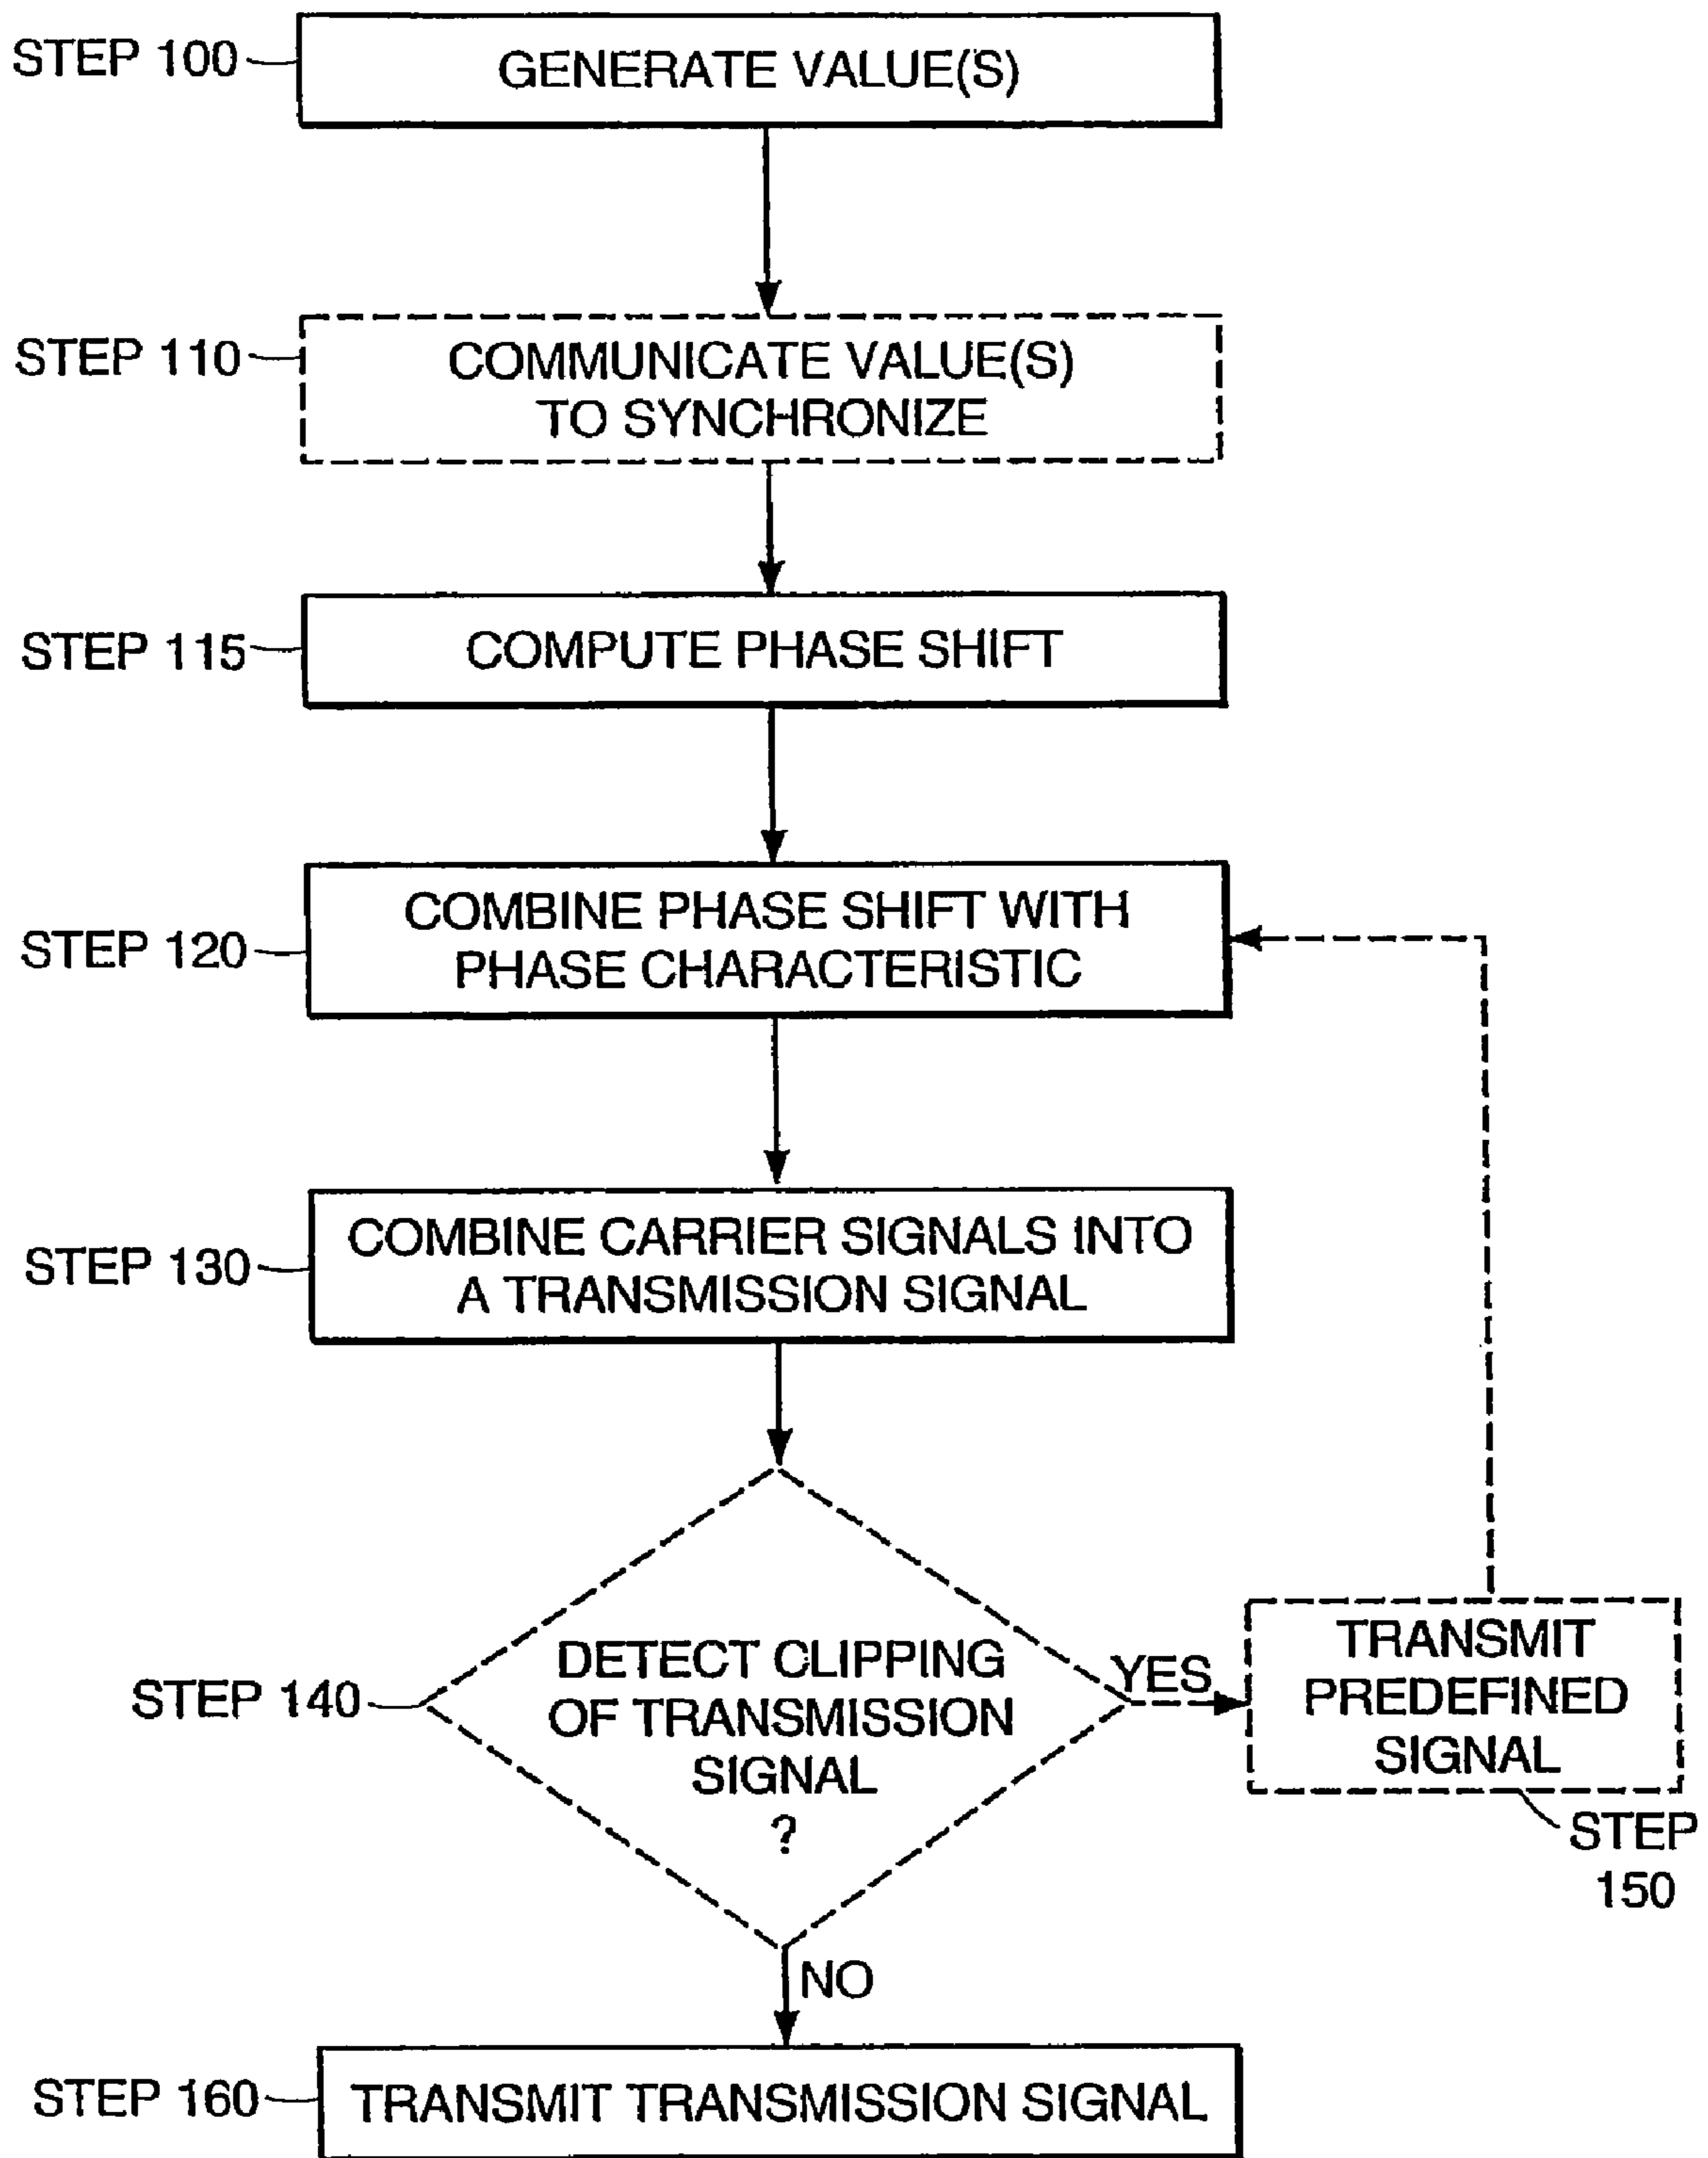 STEP 100
GENERATE VALUE(S)
STEP 110
COMMUNICATE VALUE(S)
TO SYNCHRONIZE
STEP 115
COMPUTE PHASE SHIFT
STEP 120
COMBINE PHASE SHIFT WITH
PHASE CHARACTERISTIC
STEP 130
COMBINE CARRIER SIGNALS INTO
A TRANSMISSION SIGNAL
STEP 140
DETECT CLIPPING
OF TRANSMISSION
SIGNAL
?
YES
TRANSMIT
PREDEFINED
SIGNAL
STEP
150
NO
STEP 160
TRANSMIT TRANSMISSION SIGNAL